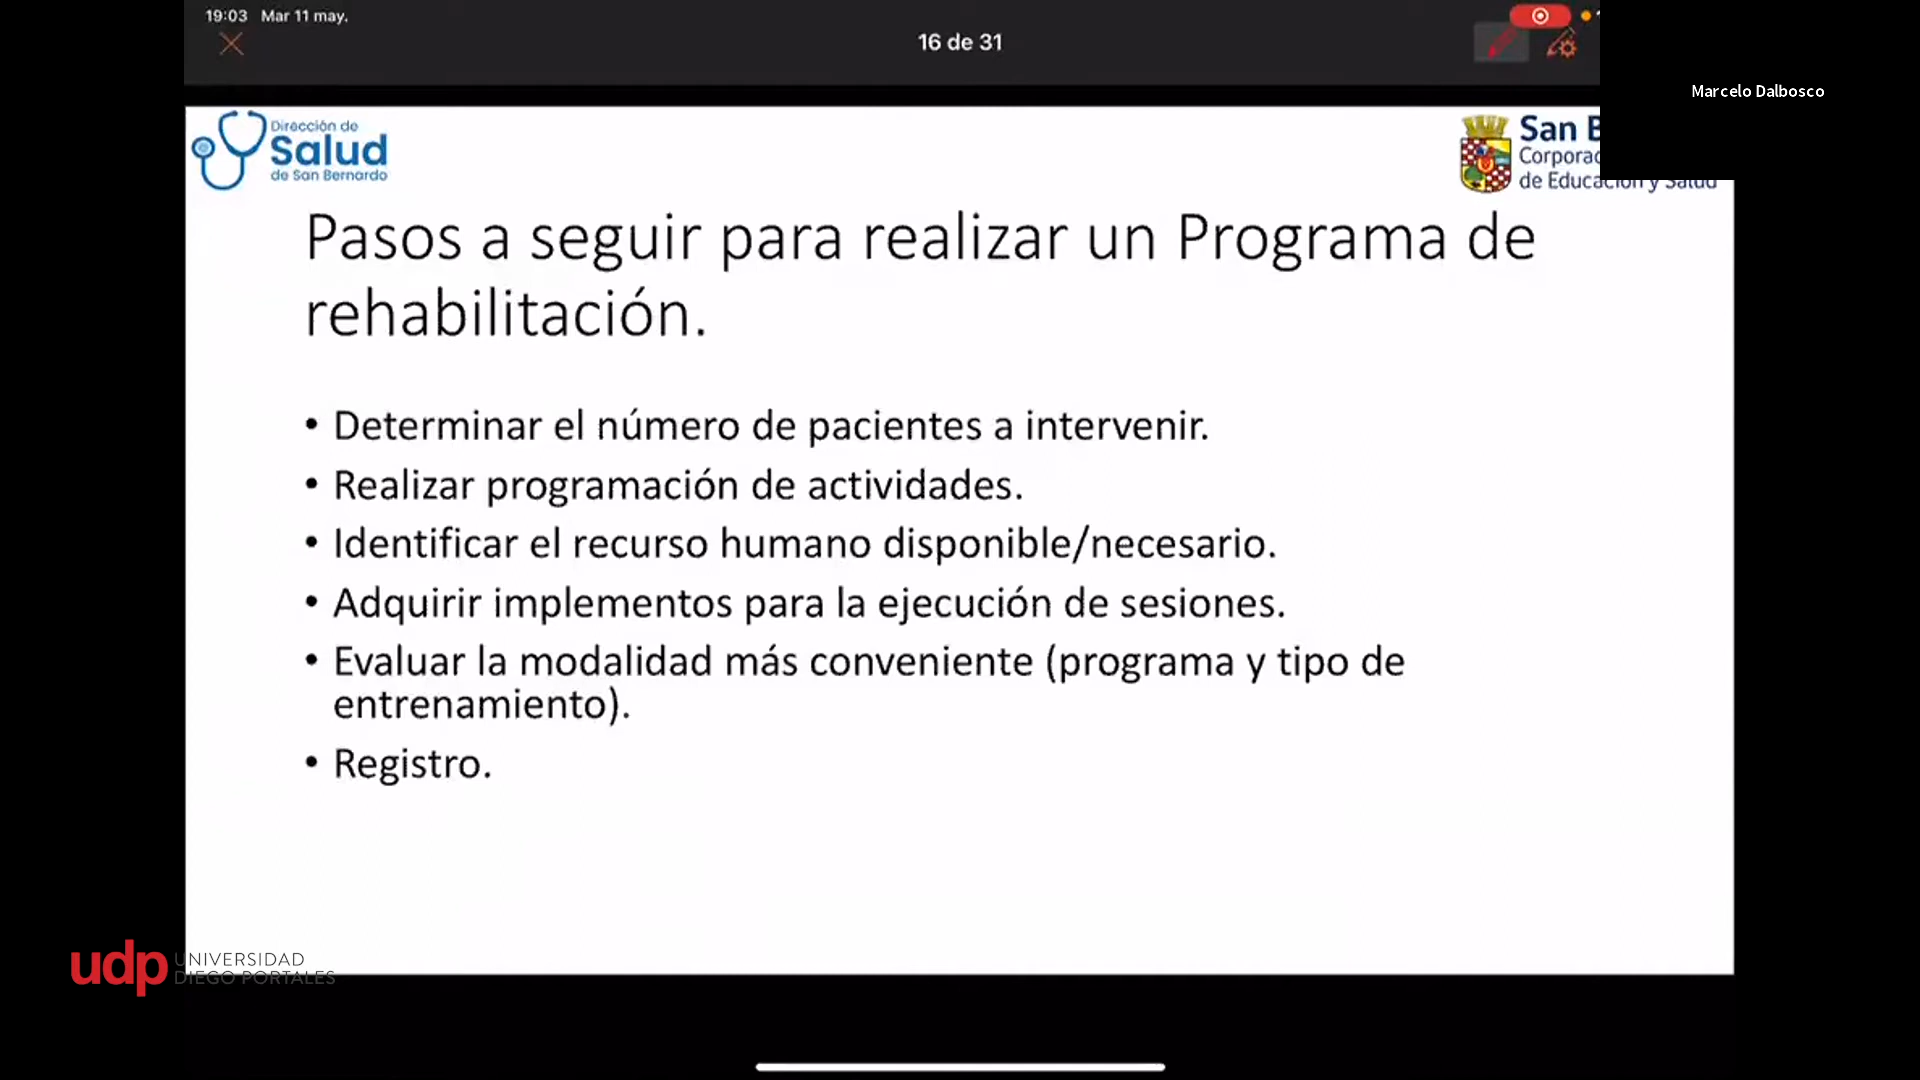 19:03 Mar 11 may.
16 de 31
Marcelo Dalbosco
Dirección de
Salud
de San Bernardo
San B
Corporac
de Educación y Salud
Pasos a seguir para realizar un Programa de
rehabilitación.
• Determinar el número de pacientes a intervenir.
• Realizar programación de actividades.
• Identificar el recurso humano disponible/necesario.
• Adquirir implementos para la ejecución de sesiones.
• Evaluar la modalidad más conveniente (programa y tipo de
entrenamiento).
• Registro.
udp UNIVERSIDAD
DIEGO PORTALES